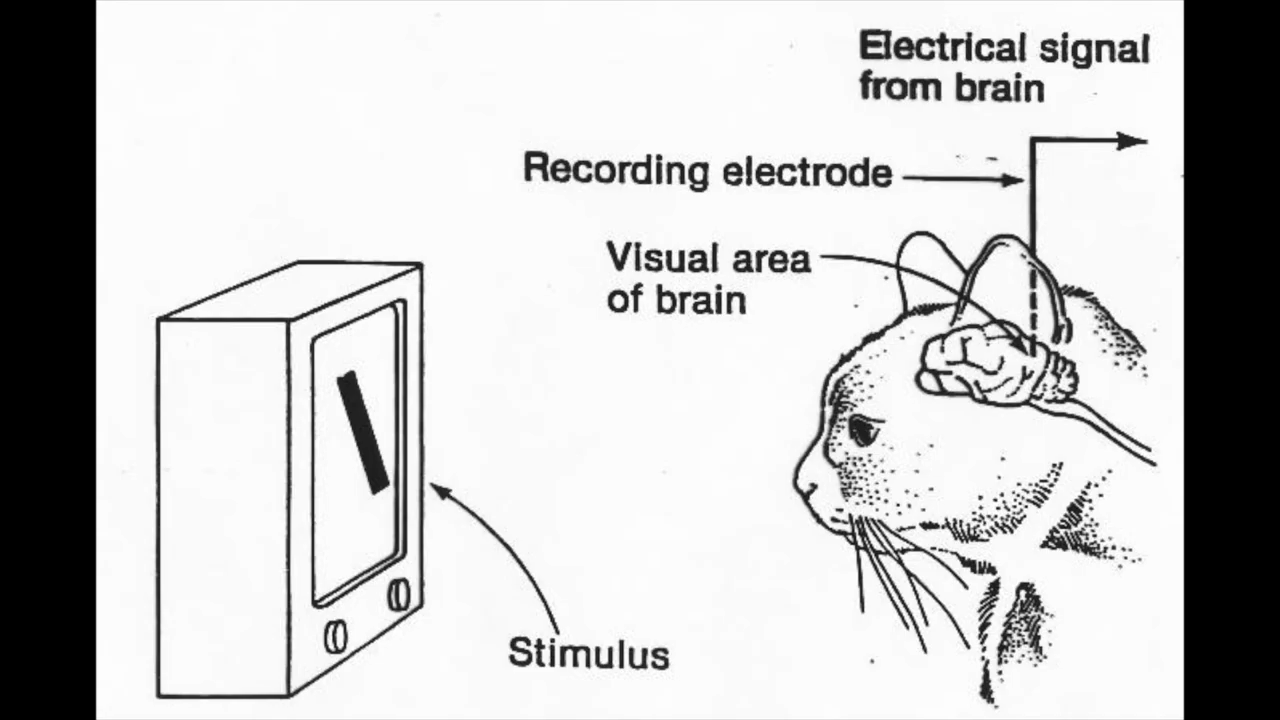 Electrical signal
from brain
Recording electrode
Visual area
of brain
Stimulus